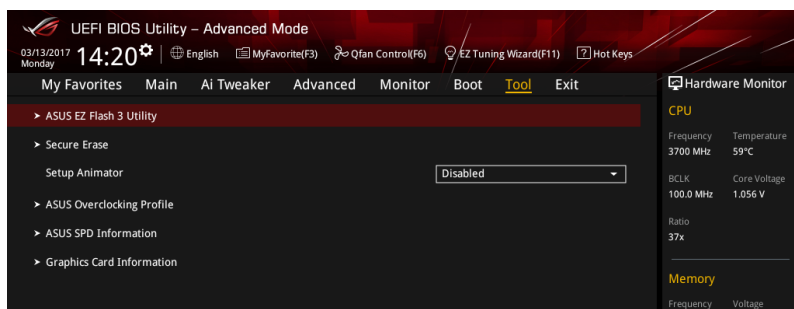 UEFI BIOS Utility – Advanced Mode
03/13/2017
Monday
14:20
English
MyFavorite(F3)
Qfan Control(F6)
EZ Tuning Wizard(F11)
? Hot Keys
My Favorites Main Ai Tweaker Advanced Monitor Boot Tool Exit
ASUS EZ Flash 3 Utility
Secure Erase
Setup Animator Disabled
ASUS Overclocking Profile
ASUS SPD Information
Graphics Card Information
Hardware Monitor
CPU
Frequency Temperature
3700 MHz 59°C
BCLK Core Voltage
100.0 MHz 1.056 V
Ratio
37x
Memory
Frequency Voltage